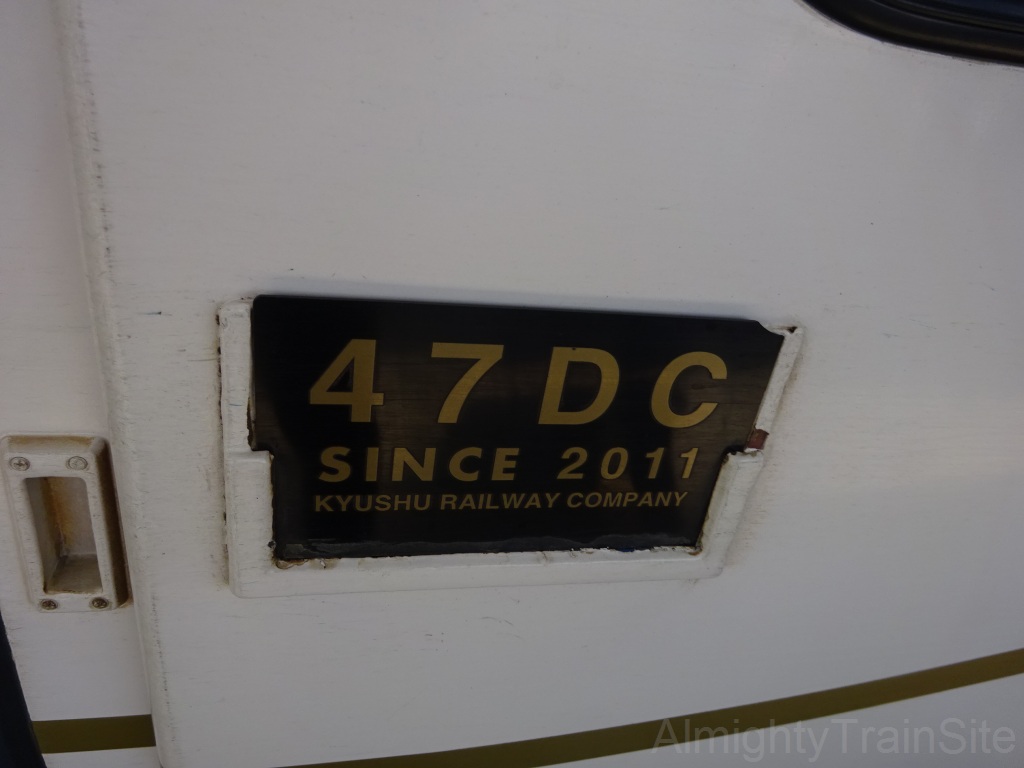 47DC
SINCE 2011
KYUSHU RAILWAY COMPANY
AlmightyTrainSite